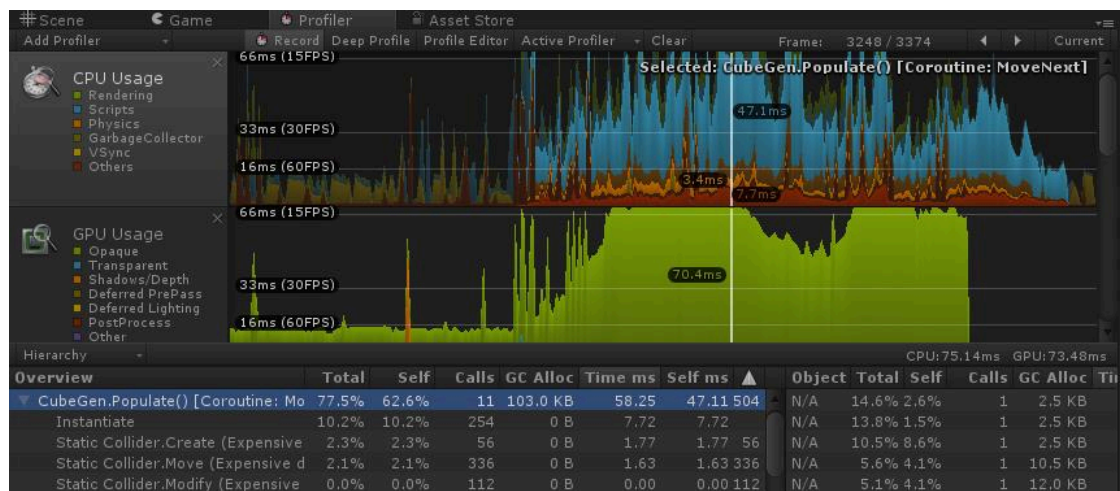 Scene Game Profiler Asset Store
Add Profiler Record Deep Profile Profile Editor Active Profiler Clear Frame: 3248 / 3374 Current
CPU Usage
Rendering
Scripts
Physics
GarbageCollector
VSync
Others
66ms (15FPS)
Selected: CubeGen.Populate() [Coroutine: MoveNext]
47.1ms
33ms (30FPS)
16ms (60FPS)
3.4ms
7.7ms
GPU Usage
Opaque
Transparent
Shadows/Depth
Deferred PrePass
Deferred Lighting
PostProcess
Other
66ms (15FPS)
70.4ms
33ms (30FPS)
16ms (60FPS)
Hierarchy CPU:75.14ms GPU:73.48ms
Overview Total Self Calls GC Alloc Time ms Self ms Object Total Self Calls GC Alloc Ti
CubeGen.Populate() [Coroutine: Mo 77.5% 62.6% 11 103.0 KB 58.25 47.11 504 N/A 14.6% 2.6% 1 2.5 KB
Instantiate 10.2% 10.2% 254 0 B 7.72 7.72 N/A 13.8% 1.5% 1 2.5 KB
Static Collider.Create (Expensive 2.3% 2.3% 56 0 B 1.77 1.77 56 N/A 10.5% 8.6% 1 2.5 KB
Static Collider.Move (Expensive d 2.1% 2.1% 336 0 B 1.63 1.63 336 N/A 5.6% 4.1% 1 10.5 KB
Static Collider.Modify (Expensive 0.0% 0.0% 112 0 B 0.00 0.00 112 N/A 5.1% 4.1% 1 12.0 KB